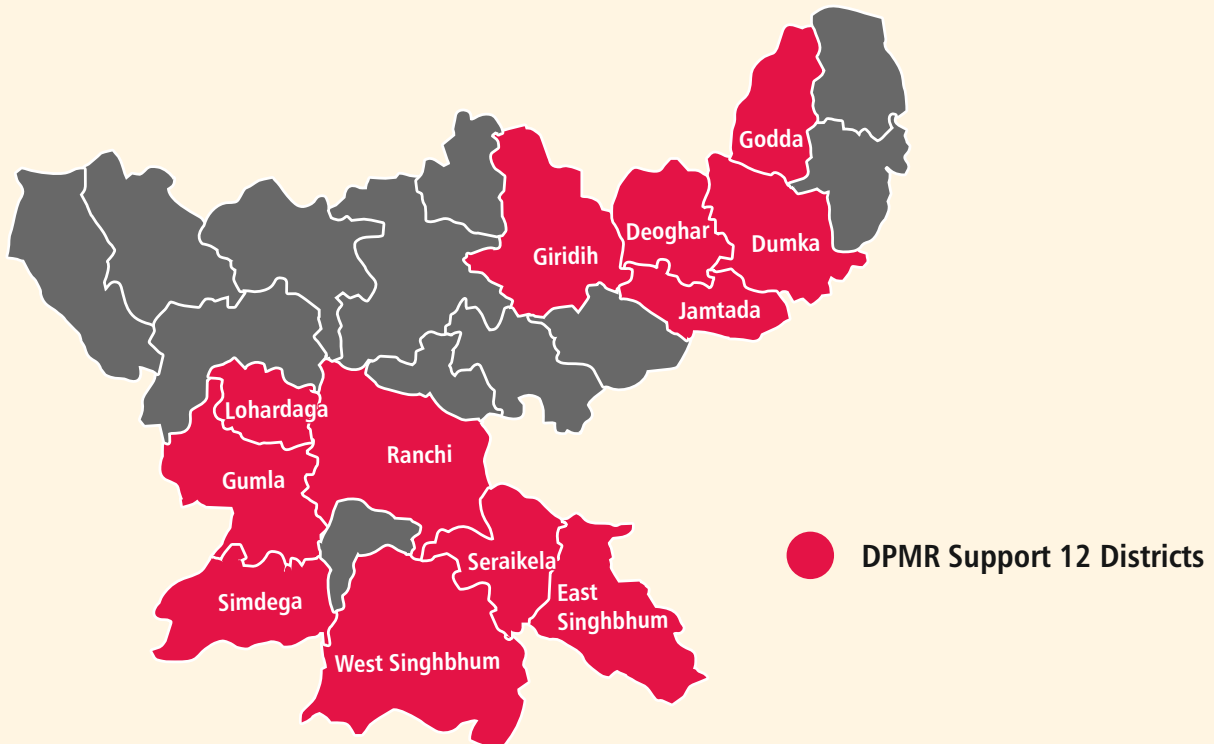 Godda
Deoghar
Dumka
Giridih
Jamtada
Lohardaga
Ranchi
Gumla
Seraikela
East
Singhbhum
Simdega
West Singhbhum
DPMR Support 12 Districts